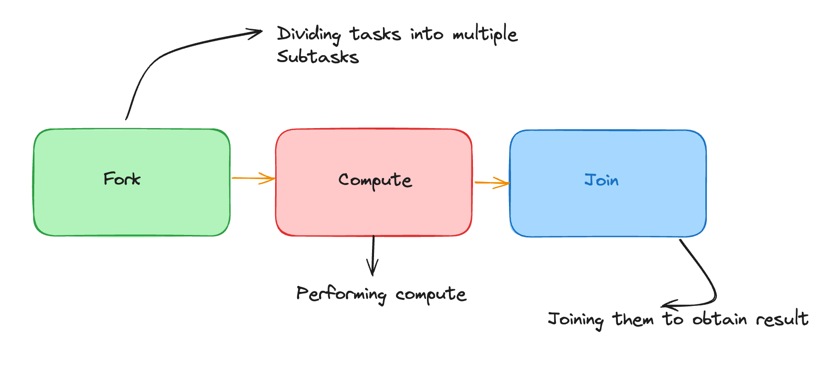 Dividing tasks into multiple
Subtasks
Fork
Compute
Join
Performing compute
Joining them to obtain result